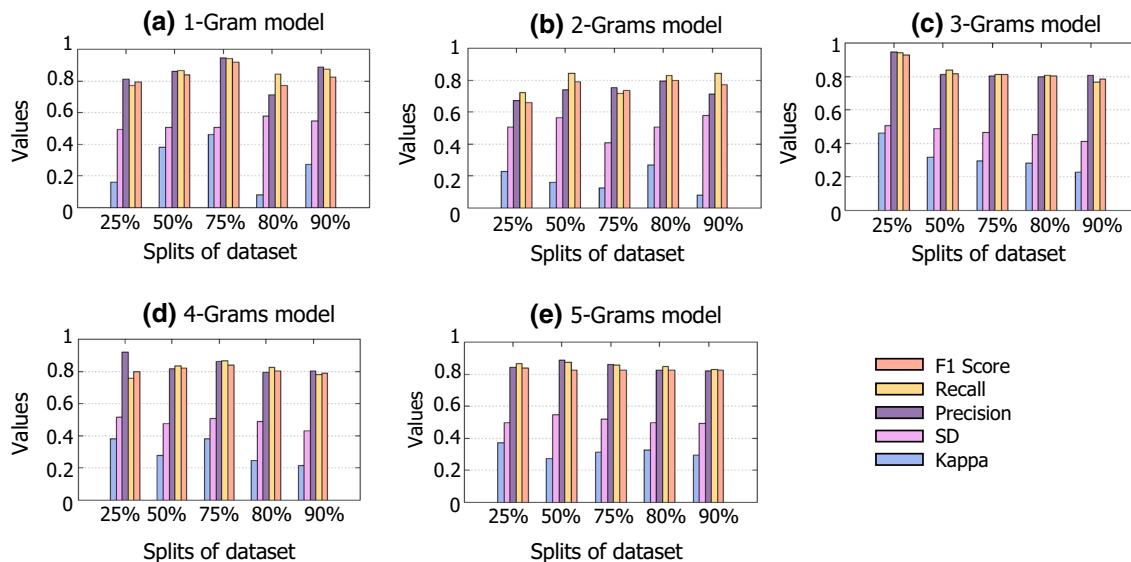 (a) 1-Gram model
1
0.8
0.6
0.4
0.2
0
Values
25% 50% 75% 80% 90%
Splits of dataset
(b) 2-Grams model
1
0.8
0.6
0.4
0.2
0
Values
25% 50% 75% 80% 90%
Splits of dataset
(c) 3-Grams model
1
0.8
0.6
0.4
0.2
0
Values
25% 50% 75% 80% 90%
Splits of dataset
(d) 4-Grams model
1
0.8
0.6
0.4
0.2
0
Values
25% 50% 75% 80% 90%
Splits of dataset
(e) 5-Grams model
1
0.8
0.6
0.4
0.2
0
Values
25% 50% 75% 80% 90%
Splits of dataset
F1 Score
Recall
Precision
SD
Kappa